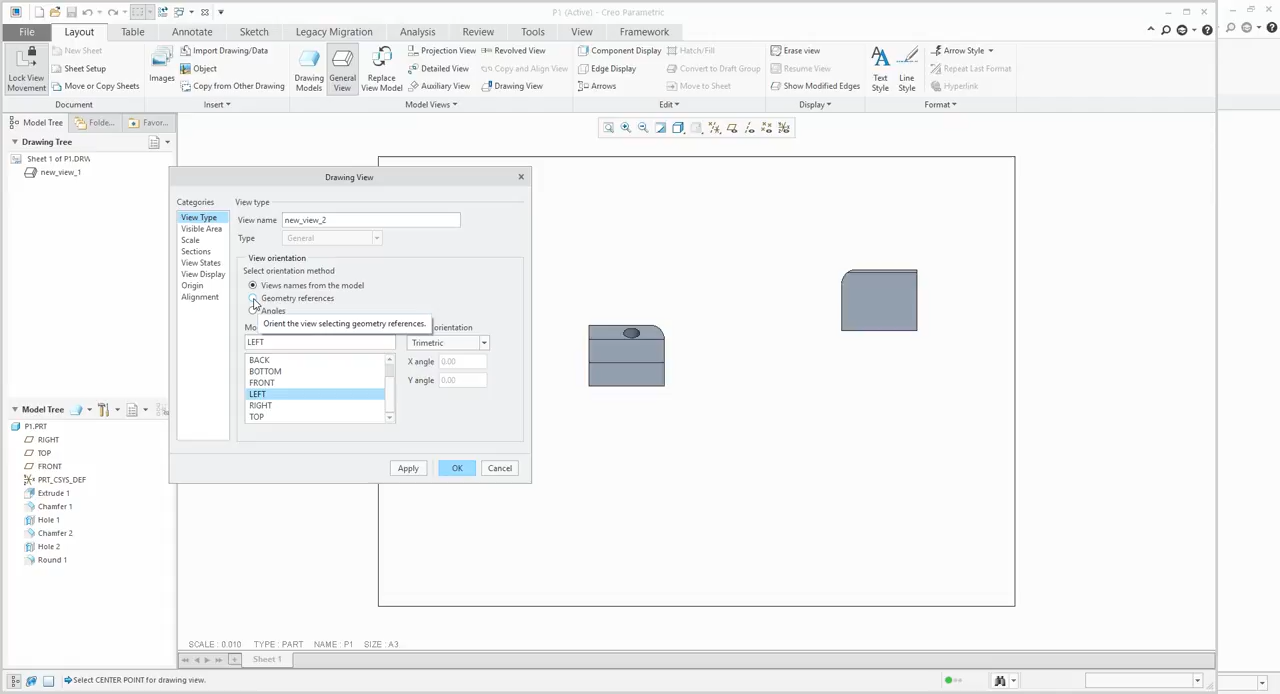 P1 (Active) - Creo Parametric
File Layout Table Annotate Sketch Legacy Migration Analysis Review Tools View Framework
Lock View Movement
New Sheet
Sheet Setup
Move or Copy Sheets
Document
Images
Import Drawing/Data
Object
Copy from Other Drawing
Insert
Drawing Models
General View
Replace View Model
Projection View
Detailed View
Auxiliary View
Revolved View
Copy and Align View
Drawing View
Model Views
Component Display
Edge Display
Arrows
Hatch/Fill
Convert to Draft Group
Move to Sheet
Edit
Erase view
Resume View
Show Modified Edges
Display
Text Style
Line Style
Arrow Style
Repeat Last Format
Hyperlink
Format
Model Tree Folde... Favor...
Drawing Tree
Sheet 1 of P1.DRW
new_view_1
Model Tree
P1.PRT
RIGHT
TOP
FRONT
PRT_CSYS_DEF
Extrude 1
Chamfer 1
Hole 1
Chamfer 2
Hole 2
Round 1
Drawing View
Categories
View Type
Visible Area
Scale
Sections
View States
View Display
Origin
Alignment
View type
View name new_view_2
Type General
View orientation
Select orientation method
Views names from the model
Geometry references
Angles
Orient the view selecting geometry references.
Mo
orientation
LEFT
Trimetric
BACK
BOTTOM
FRONT
LEFT
RIGHT
TOP
X angle 0.00
Y angle 0.00
Apply OK Cancel
SCALE : 0.010 TYPE : PART NAME : P1 SIZE : A3
Sheet 1
Select CENTER POINT for drawing view.